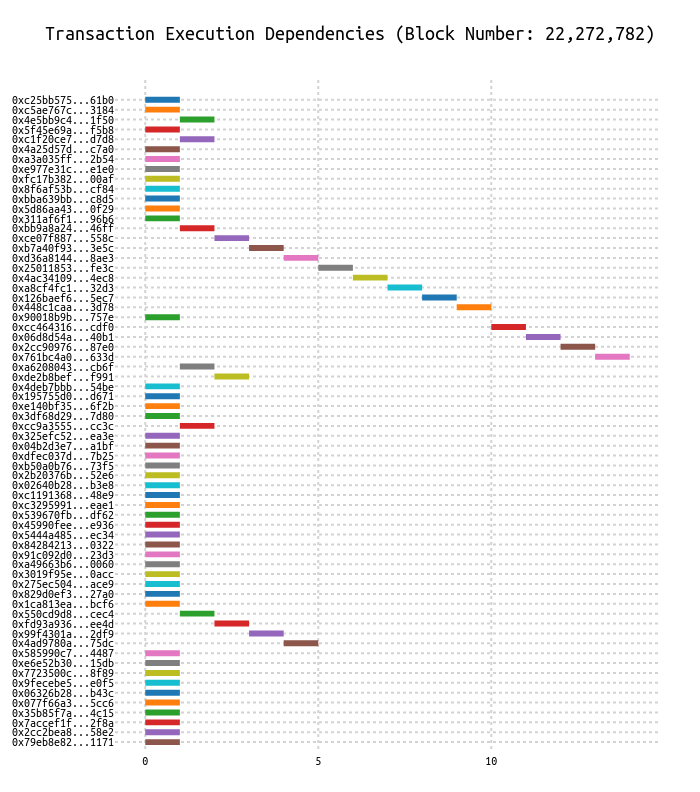 Transaction Execution Dependencies (Block Number: 22,272,782)
0xc25bb575...61b0
0xc5ae767c...3184
0x4e5bb9c4...1f50
0x5f45e69a...f5b8
0xc1f20ce7...d7d8
0x4a25d57d...c7a0
0xa3a035ff...2b54
0xe977e31c...e1e0
0xfc17b382...00af
0x8f6af53b...cf84
0xbba639bb...c8d5
0x5d86aa43...0f29
0x311af6f1...96b6
0xbb9a8a24...46ff
0xce07f887...558c
0xb7a40f93...3e5c
0xd36a8144...8ae3
0x25011853...fe3c
0x4ac34109...4ec8
0xa8cf4fc1...32d3
0x126baef6...5ec7
0x448c1caa...3d78
0x90018b9b...757e
0xcc464316...cdf0
0x06d8d54a...40b1
0x2cc90976...87e0
0x761bc4a0...633d
0xa6208043...cb6f
0xde2b8bef...f991
0x4deb7bbb...54be
0x195755d0...d671
0xe140bf35...6f2b
0x3df68d29...7d80
0xcc9a3555...cc3c
0x325efc52...ea3e
0x04b2d3e7...a1bf
0xdfec037d...7b25
0xb50a0b76...73f5
0x2b20376b...52e6
0x02640b28...b3e8
0xc1191368...48e9
0xc3295991...eae1
0x539670fb...df62
0x45990fee...e936
0x5444a485...ec34
0x84284213...0322
0x91c092d0...23d3
0xa49663b6...0060
0x3019f95e...0acc
0x275ec504...ace9
0x829d0ef3...27a0
0x1ca813ea...bcf6
0x550cd9d8...cec4
0xfd93a936...ee4d
0x99f4301a...2df9
0x4ad9780a...75dc
0x585990c7...4487
0xe6e52b30...15db
0x7723500c...8f89
0x9fecebe5...e0f5
0x06326b28...b43c
0x077f66a3...5cc6
0x35b85f7a...4c15
0x7accef1f...2f8a
0x2cc2bea8...58e2
0x79eb8e82...1171
0 5 10